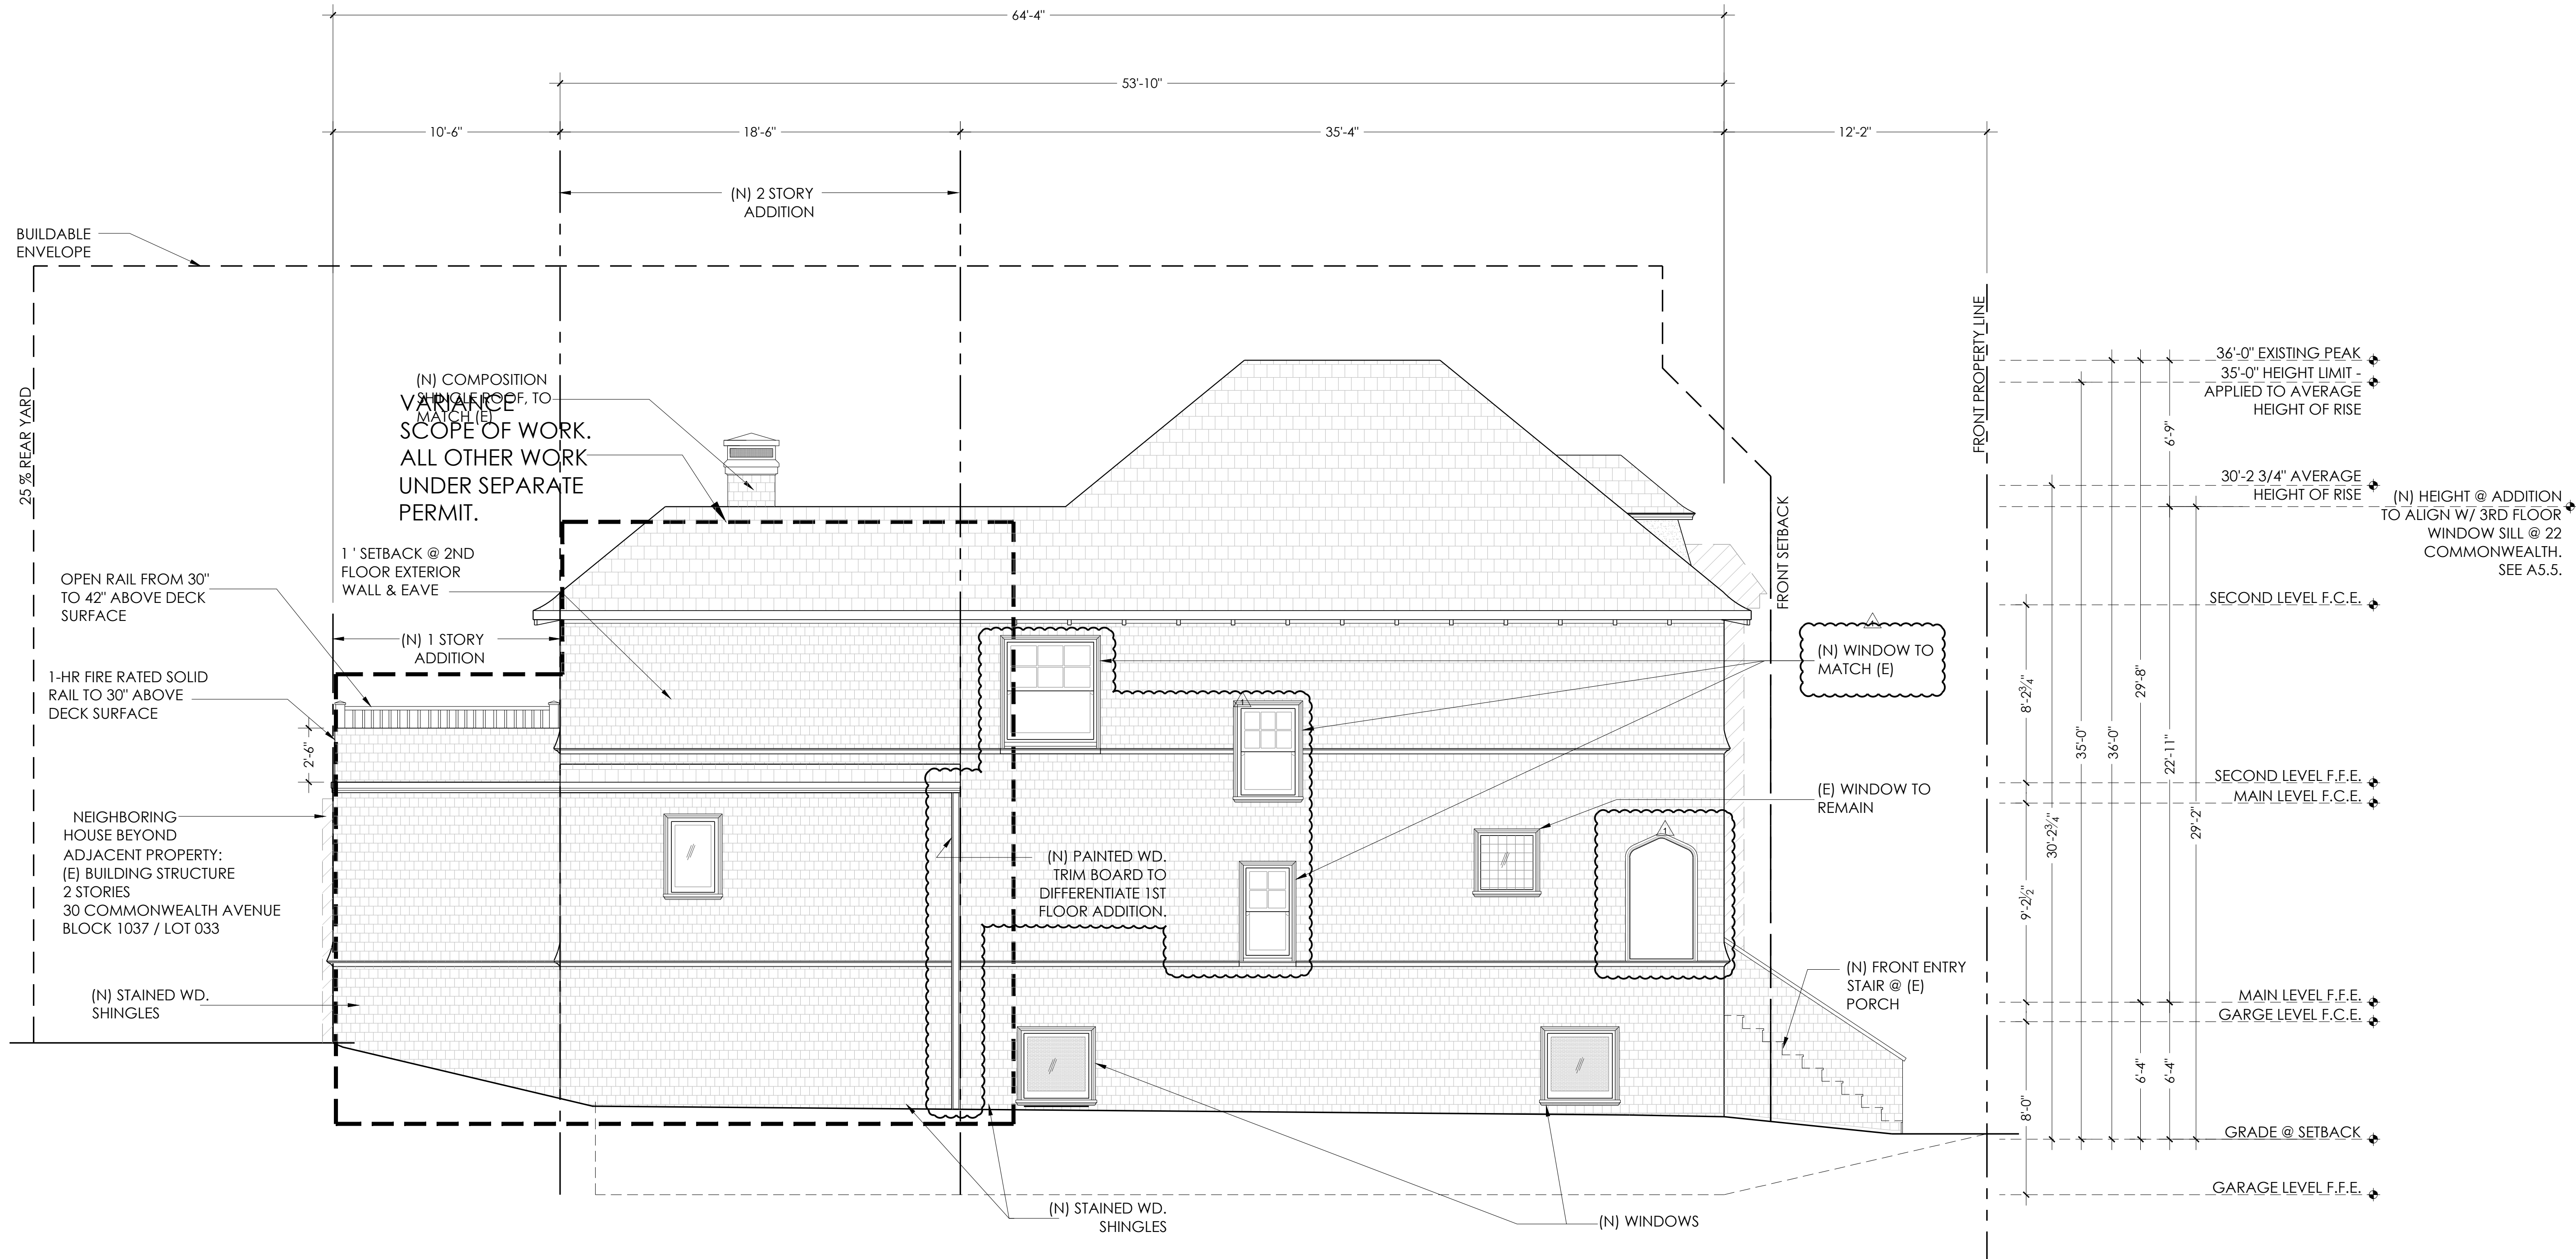 64'-4"
53'-10"
10'-6"
18'-6"
35'-4"
12'-2"
(N) 2 STORY
ADDITION
BUILDABLE
ENVELOPE
25 % REAR YARD
(N) COMPOSITION
SHINGLE ROOF, TO
MATCH (E)
VARIANCE
SCOPE OF WORK.
ALL OTHER WORK
UNDER SEPARATE
PERMIT.
1 ' SETBACK @ 2ND
FLOOR EXTERIOR
WALL & EAVE
OPEN RAIL FROM 30"
TO 42" ABOVE DECK
SURFACE
(N) 1 STORY
ADDITION
1-HR FIRE RATED SOLID
RAIL TO 30" ABOVE
DECK SURFACE
2'-6"
NEIGHBORING
HOUSE BEYOND
ADJACENT PROPERTY:
(E) BUILDING STRUCTURE
2 STORIES
30 COMMONWEALTH AVENUE
BLOCK 1037 / LOT 033
(N) STAINED WD.
SHINGLES
(N) PAINTED WD.
TRIM BOARD TO
DIFFERENTIATE 1ST
FLOOR ADDITION.
1
1
1
(N) STAINED WD.
SHINGLES
(N) WINDOWS
FRONT SETBACK
FRONT PROPERTY LINE
(N) WINDOW TO
MATCH (E)
(E) WINDOW TO
REMAIN
(N) FRONT ENTRY
STAIR @ (E)
PORCH
36'-0" EXISTING PEAK
35'-0" HEIGHT LIMIT -
APPLIED TO AVERAGE
HEIGHT OF RISE
30'-2 3/4" AVERAGE
HEIGHT OF RISE
(N) HEIGHT @ ADDITION
TO ALIGN W/ 3RD FLOOR
WINDOW SILL @ 22
COMMONWEALTH.
SEE A5.5.
SECOND LEVEL F.C.E.
SECOND LEVEL F.F.E.
MAIN LEVEL F.C.E.
MAIN LEVEL F.F.E.
GARGE LEVEL F.C.E.
GRADE @ SETBACK
GARAGE LEVEL F.F.E.
8'-2¾"
9'-2½"
8'-0"
30'-2¾"
35'-0"
36'-0"
29'-8"
6'-4"
6'-9"
22'-11"
6'-4"
29'-2"